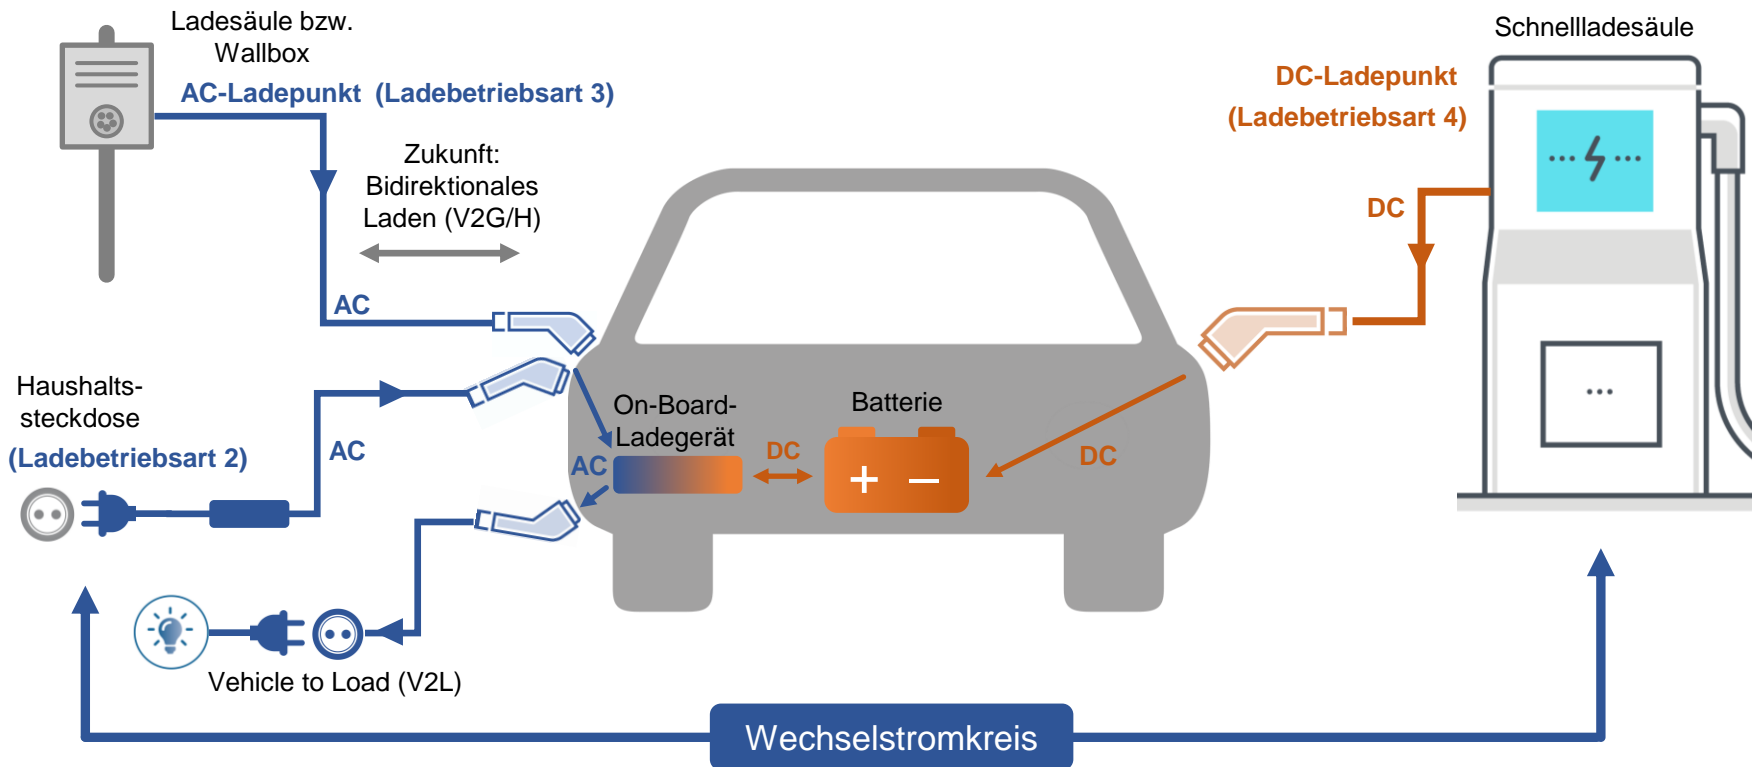 Ladesäule bzw.
Wallbox
AC-Ladepunkt (Ladebetriebsart 3)
Zukunft:
Bidirektionales
Laden (V2G/H)
AC
Haushalts-
steckdose
(Ladebetriebsart 2)
AC
Vehicle to Load (V2L)
On-Board-
Ladegerät
AC
DC
Batterie
+ –
DC
Schnellladesäule
DC-Ladepunkt
(Ladebetriebsart 4)
DC
Wechselstromkreis